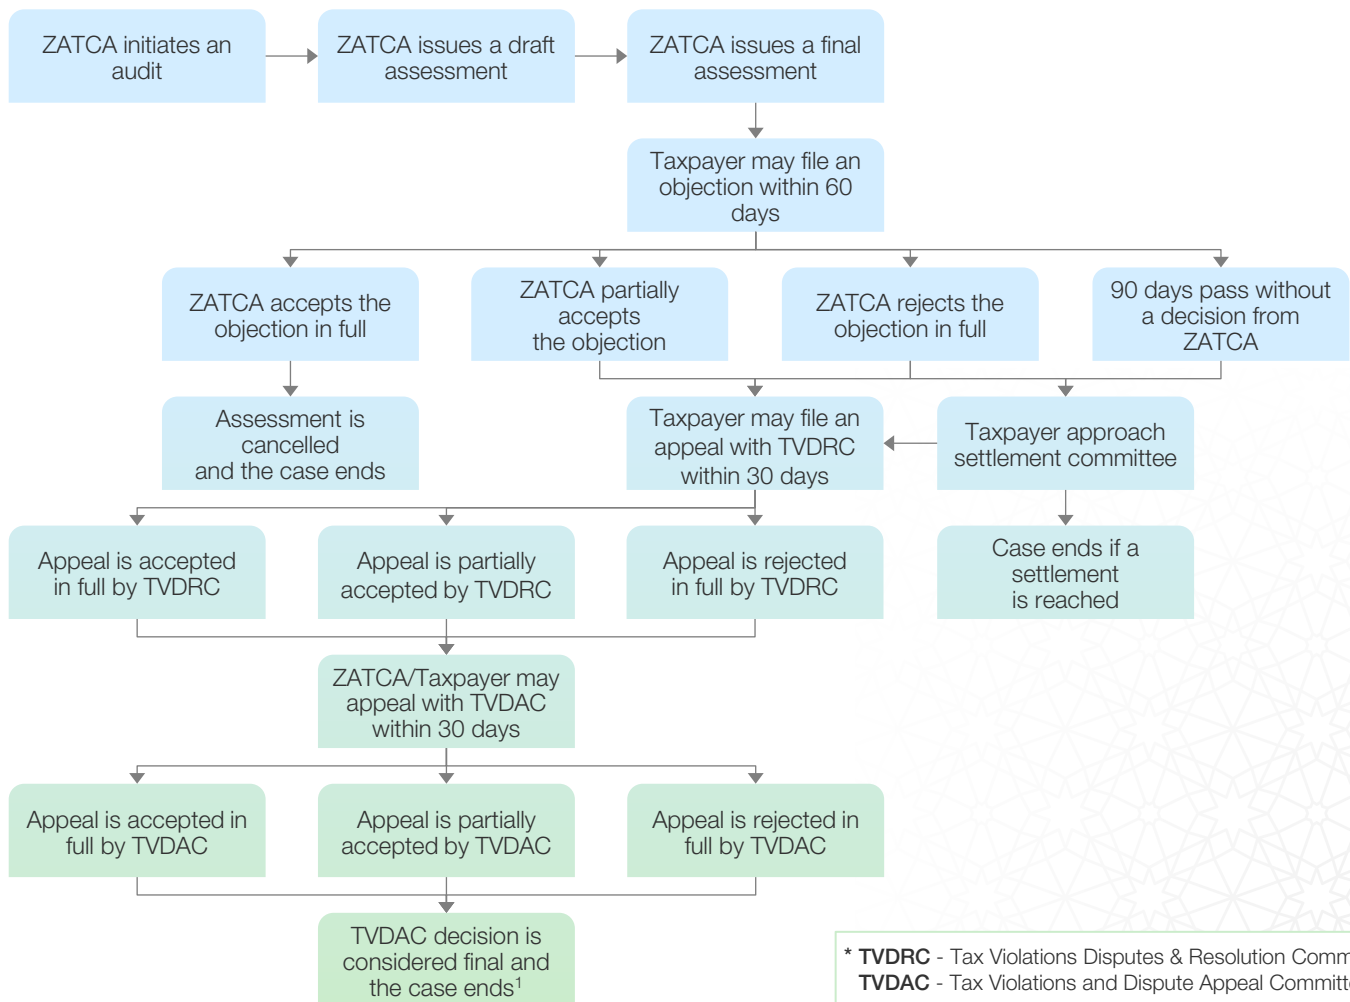 ZATCA initiates an
audit
ZATCA issues a draft
assessment
ZATCA issues a final
assessment
Taxpayer may file an
objection within 60
days
ZATCA accepts the
objection in full
ZATCA partially
accepts
the objection
ZATCA rejects the
objection in full
90 days pass without
a decision from
ZATCA
Assessment is
cancelled
and the case ends
Taxpayer may file an
appeal with TVDRC
within 30 days
Taxpayer approach
settlement committee
Appeal is accepted
in full by TVDRC
Appeal is partially
accepted by TVDRC
Appeal is rejected
in full by TVDRC
Case ends if a
settlement
is reached
ZATCA/Taxpayer may
appeal with TVDAC
within 30 days
Appeal is accepted in
full by TVDAC
Appeal is partially
accepted by TVDAC
Appeal is rejected in
full by TVDAC
TVDAC decision is
considered final and
the case ends¹
* TVDRC - Tax Violations Disputes & Resolution Comm
TVDAC - Tax Violations and Dispute Appeal Committ